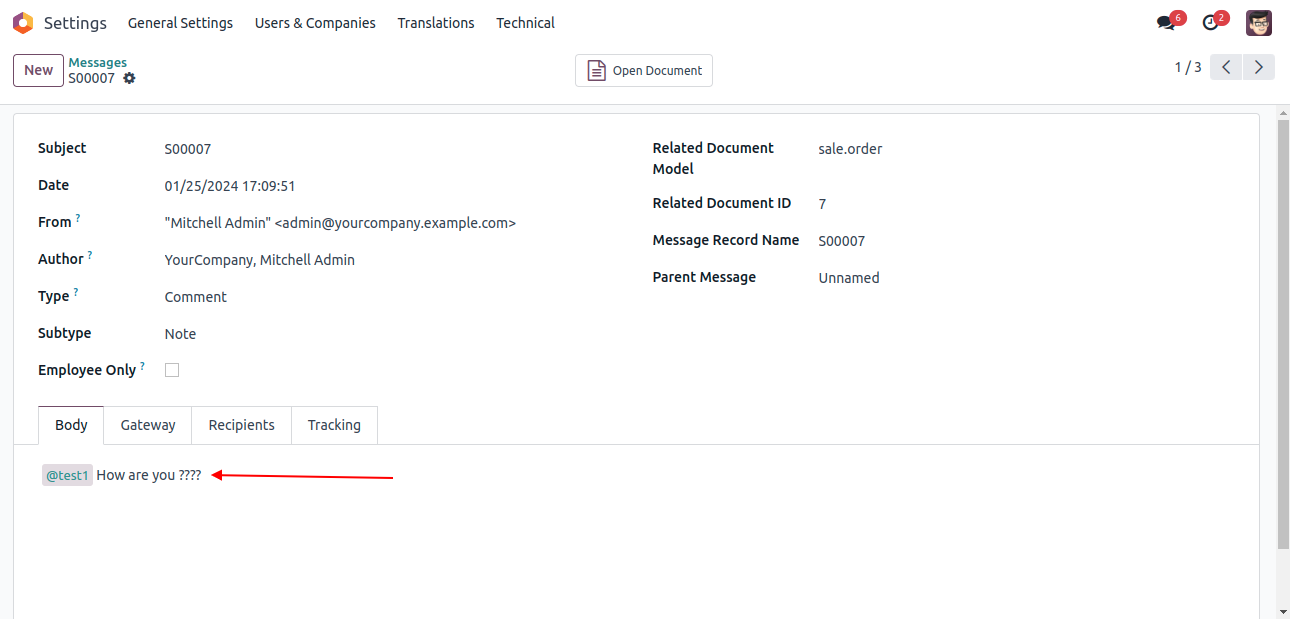 Settings General Settings Users & Companies Translations Technical 6 2
New Messages Open Document 1 / 3
S00007
Subject S00007
Date 01/25/2024 17:09:51
From ? "Mitchell Admin" <admin@yourcompany.example.com>
Author ? YourCompany, Mitchell Admin
Type ? Comment
Subtype Note
Employee Only ?
Related Document Model sale.order
Related Document ID 7
Message Record Name S00007
Parent Message Unnamed
Body Gateway Recipients Tracking
@test1 How are you ????